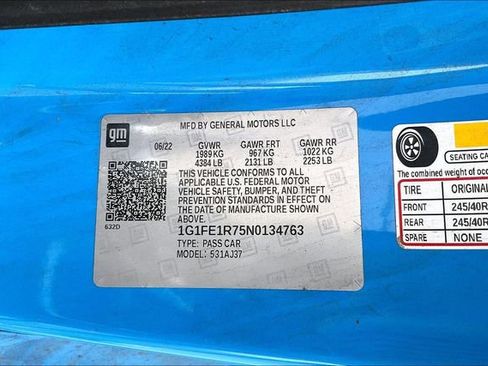 gm
MFD BY GENERAL MOTORS LLC
06/22 GVWR GAWR FRT GAWR RR
1989 KG 967 KG 1022 KG
4384 LB 2131 LB 2253 LB
THIS VEHICLE CONFORMS TO ALL
APPLICABLE U.S. FEDERAL MOTOR
VEHICLE SAFETY, BUMPER, AND THEFT
PREVENTION STANDARDS IN EFFECT ON THE
DATE OF MANUFACTURE SHOWN ABOVE.
632D
1G1FE1R75N0134763
TYPE: PASS CAR
MODEL: 531AJ37
SEATING CA
The combined weight of occ
TIRE ORIGINAL
FRONT 245/40R
REAR 245/40R
SPARE NONE